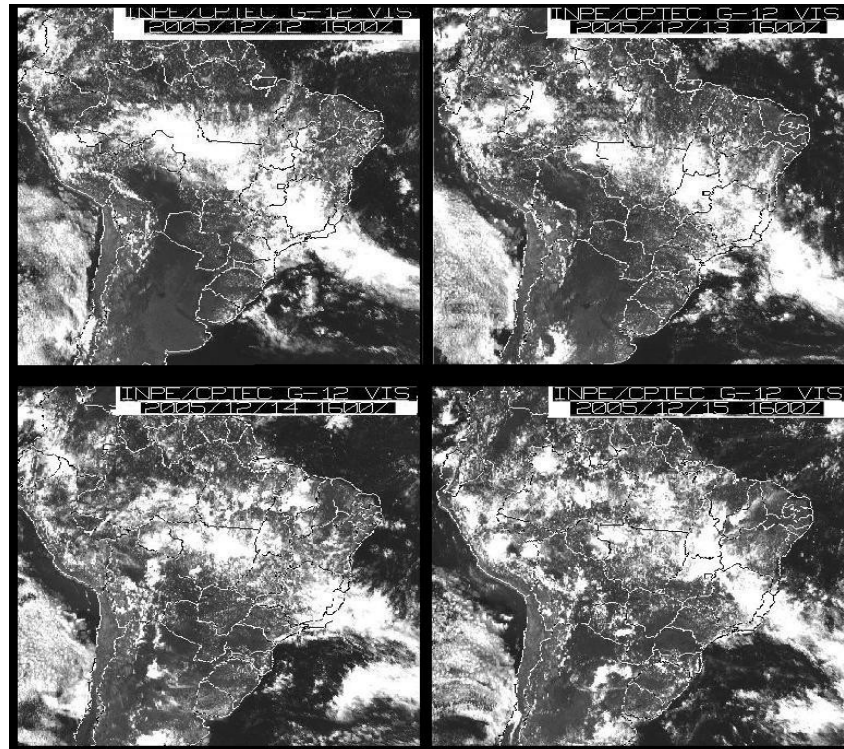 INPE/CPTEC G-12 VIS
2005/12/12 1600Z
INPE/CPTEC G-12 VIS
2005/12/13 1600Z
INPE/CPTEC G-12 VIS
2005/12/14 1600Z
INPE/CPTEC G-12 VIS
2005/12/15 1600Z